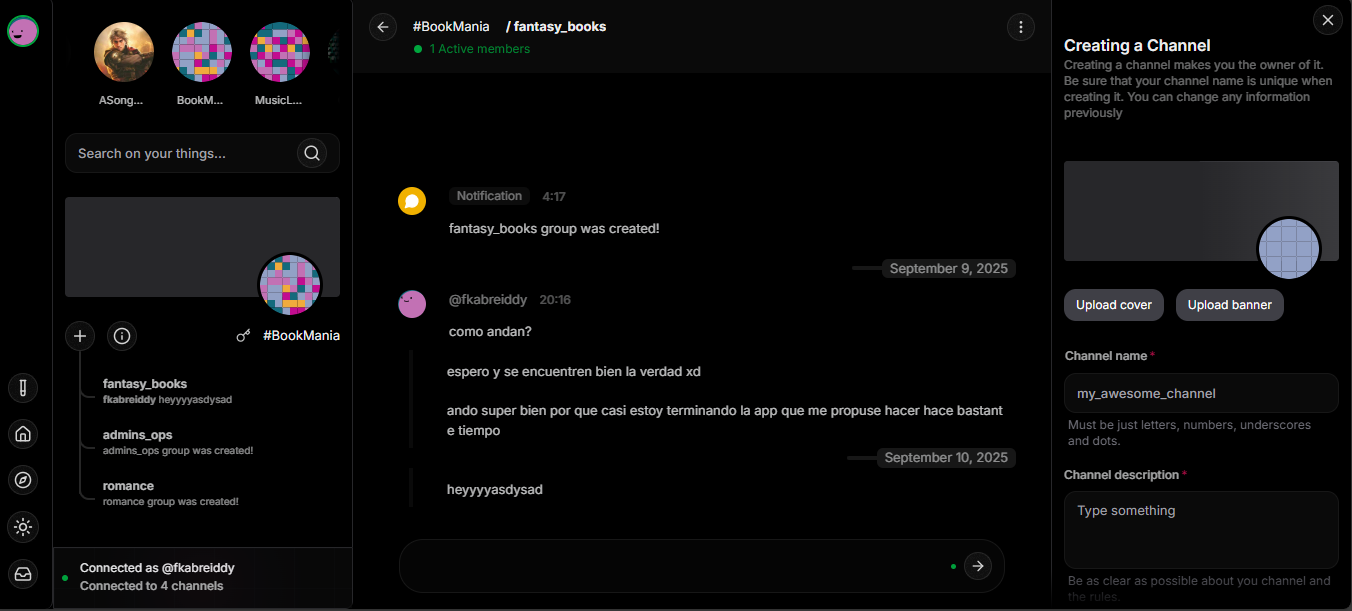 ASong...
BookM...
MusicL...
Search on your things...
#BookMania
fantasy_books
fkabreiddy heyyyyasdysad
admins_ops
admins_ops group was created!
romance
romance group was created!
Connected as @fkabreiddy
Connected to 4 channels
#BookMania / fantasy_books
1 Active members
Notification 4:17
fantasy_books group was created!
September 9, 2025
@fkabreiddy 20:16
como andan?
espero y se encuentren bien la verdad xd
ando super bien por que casi estoy terminando la app que me propuse hacer hace bastant
e tiempo
September 10, 2025
heyyyyasdysad
Creating a Channel
Creating a channel makes you the owner of it.
Be sure that your channel name is unique when
creating it. You can change any information
previously
Upload cover
Upload banner
Channel name *
my_awesome_channel
Must be just letters, numbers, underscores
and dots.
Channel description *
Type something
Be as clear as possible about you channel and
the rules.